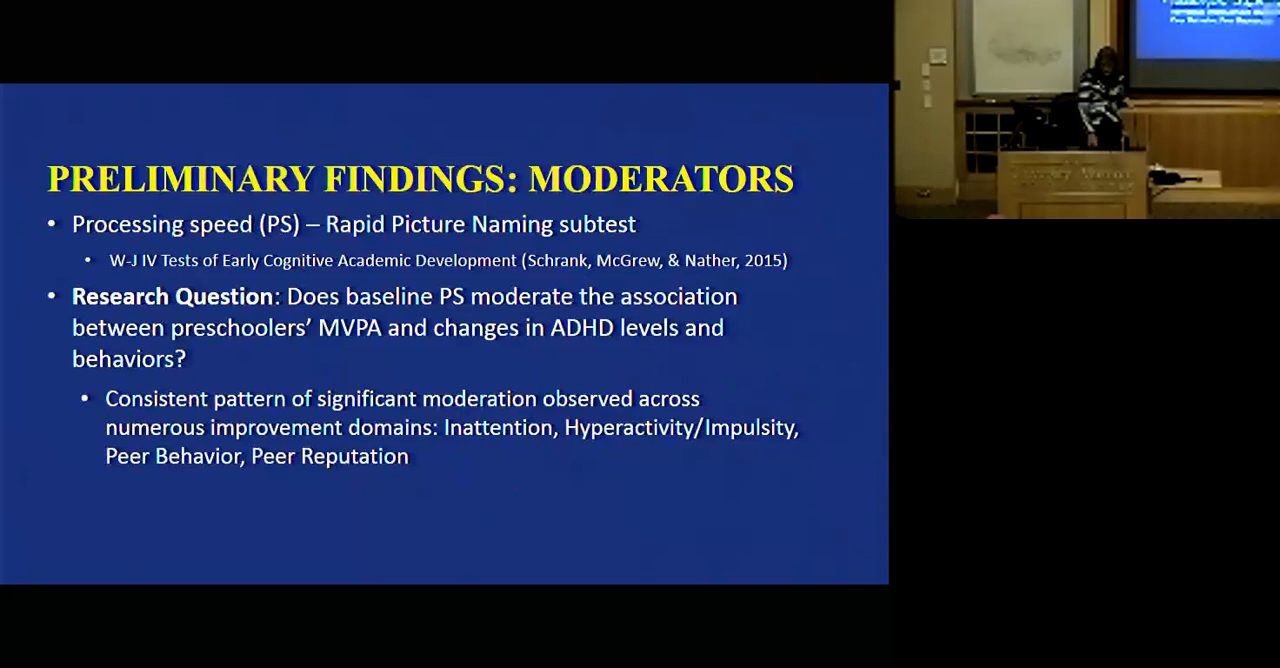 PRELIMINARY FINDINGS: MODERATORS
• Processing speed (PS) – Rapid Picture Naming subtest
• W-J IV Tests of Early Cognitive Academic Development (Schrank, McGrew, & Nather, 2015)
• Research Question: Does baseline PS moderate the association
between preschoolers’ MVPA and changes in ADHD levels and
behaviors?
• Consistent pattern of significant moderation observed across
numerous improvement domains: Inattention, Hyperactivity/Impulsity,
Peer Behavior, Peer Reputation